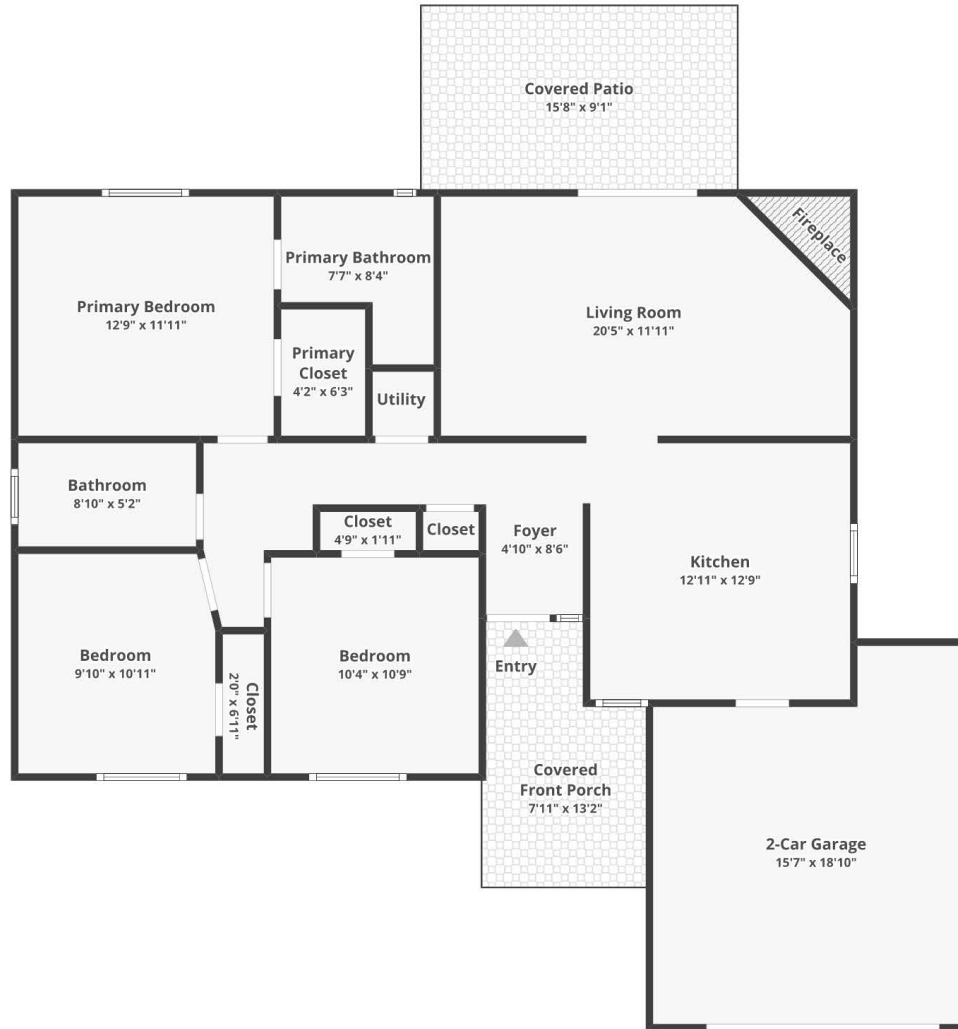 Covered Patio
15'8" x 9'1"
Fireplace
Primary Bathroom
7'7" x 8'4"
Primary Bedroom
12'9" x 11'11"
Living Room
20'5" x 11'11"
Primary
Closet
4'2" x 6'3"
Utility
Bathroom
8'10" x 5'2"
Closet
4'9" x 1'11"
Closet
Foyer
4'10" x 8'6"
Kitchen
12'11" x 12'9"
Bedroom
9'10" x 10'11"
Closet
2'0" x 6'11"
Bedroom
10'4" x 10'9"
Entry
Covered
Front Porch
7'11" x 13'2"
2-Car Garage
15'7" x 18'10"